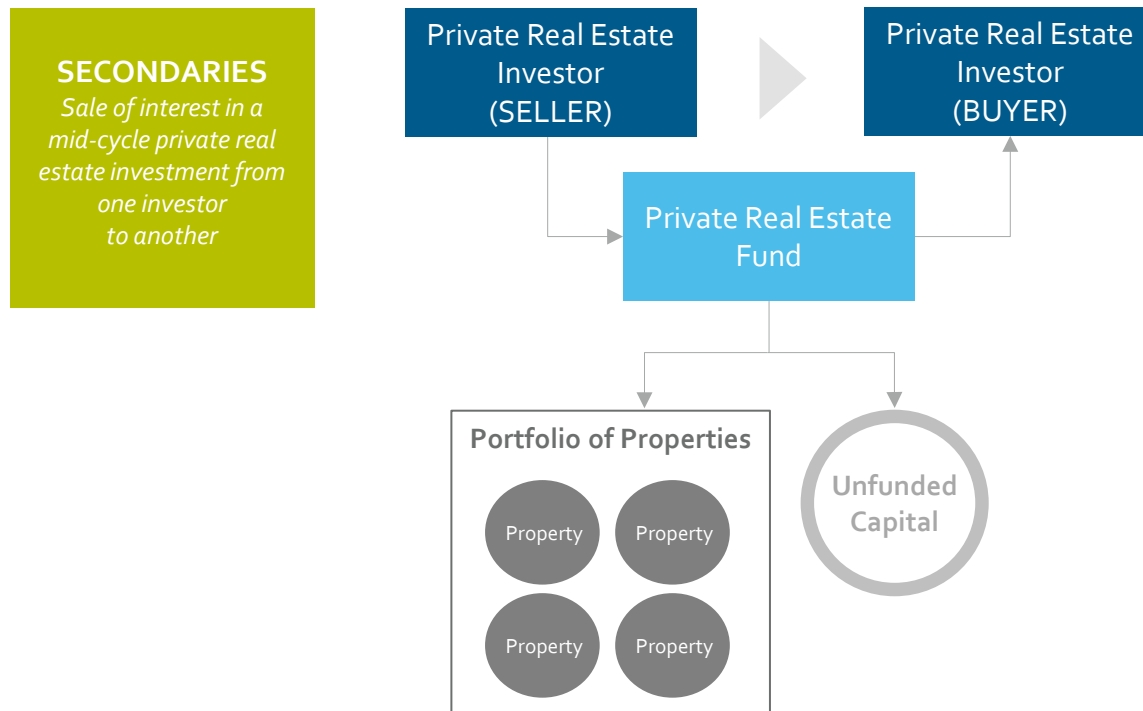 SECONDARIES
Sale of interest in a
mid-cycle private real
estate investment from
one investor
to another
Private Real Estate
Investor
(SELLER)
Private Real Estate
Investor
(BUYER)
Private Real Estate
Fund
Portfolio of Properties
Property
Property
Property
Property
Unfunded
Capital